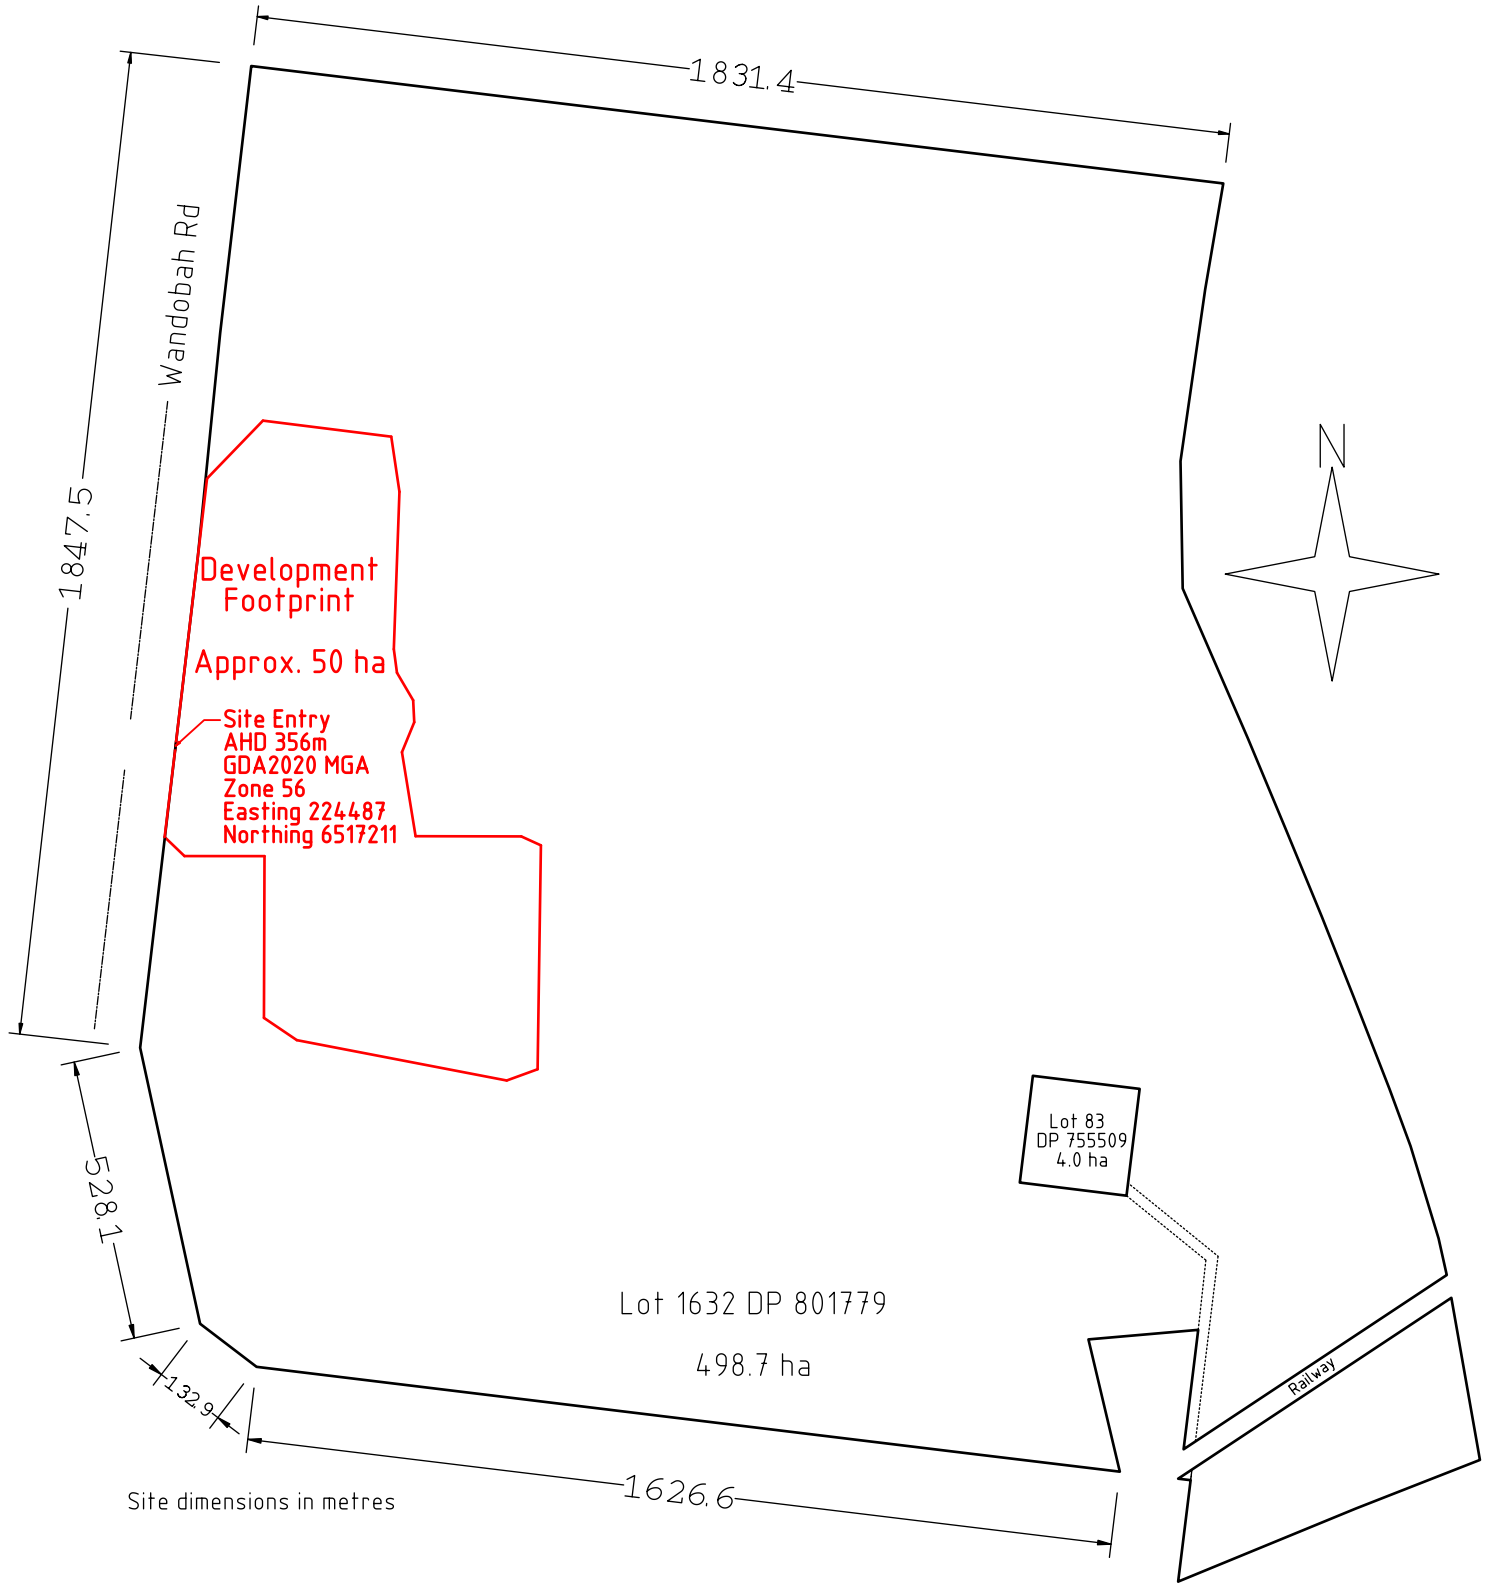 1831.4
Wandobah Rd
1847.5
N
Development
Footprint
Approx. 50 ha
Site Entry
AHD 356m
GDA2020 MGA
Zone 56
Easting 224487
Northing 6517211
Lot 83
DP 755509
4.0 ha
528.1
Lot 1632 DP 801779
498.7 ha
Railway
132.9
1626.6
Site dimensions in metres